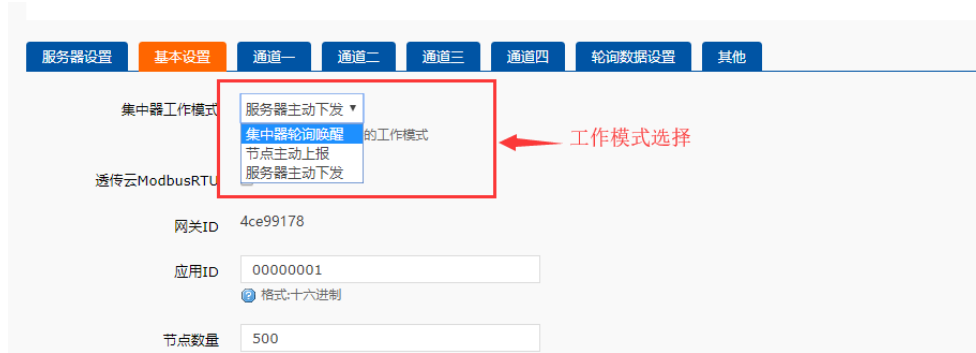 服务器设置 基本设置 通道一 通道二 通道三 通道四 轮询数据设置 其他
集中器工作模式 服务器主动下发
集中器轮询唤醒 的工作模式
节点主动上报
服务器主动下发
工作模式选择
透传云ModbusRTU
网关ID 4ce99178
应用ID 00000001
格式:十六进制
节点数量 500